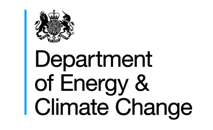 Department
of Energy &
Climate Change